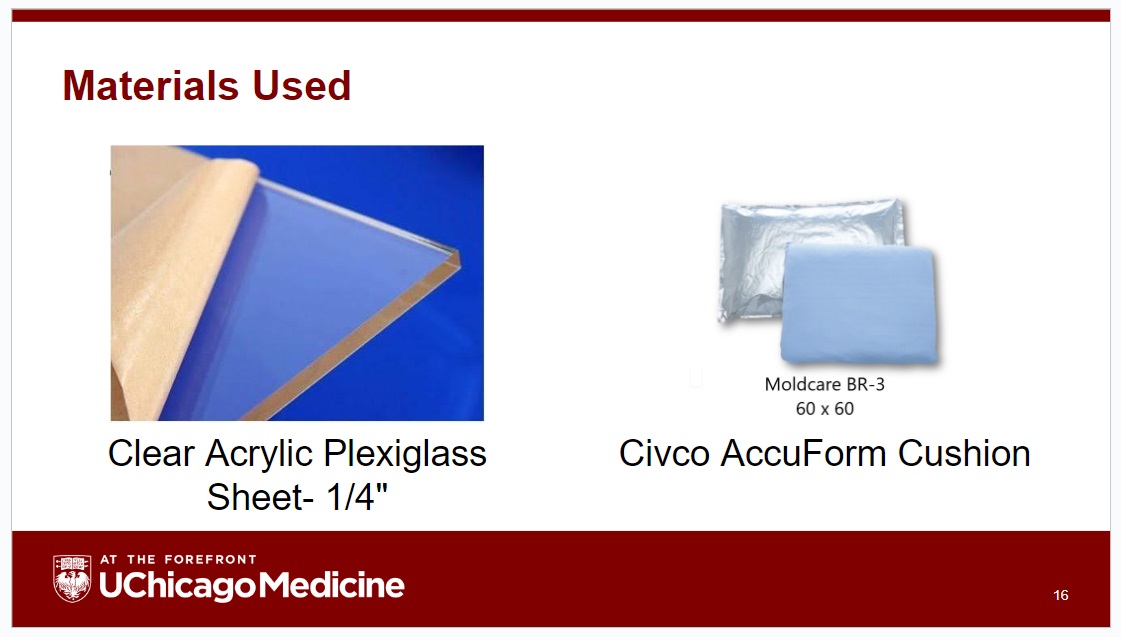 Materials Used
Moldcare BR-3
60 x 60
Clear Acrylic Plexiglass
Sheet- 1/4"
Civco AccuForm Cushion
AT THE FOREFRONT
UChicagoMedicine
16